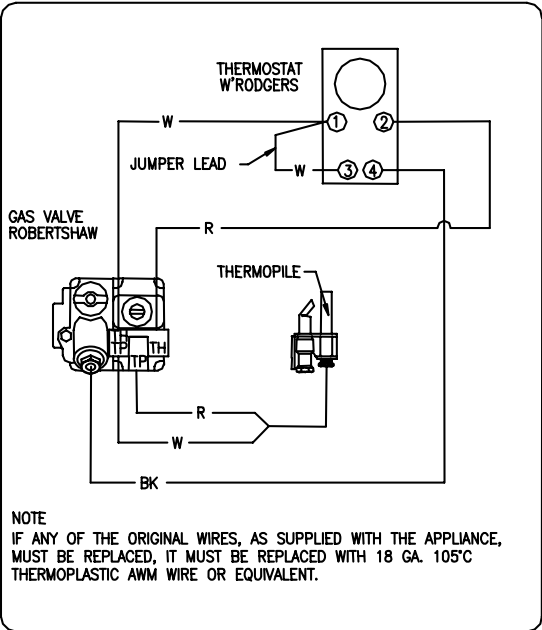 THERMOSTAT
W'RODGERS
W
1
2
JUMPER LEAD
W
3
4
GAS VALVE
ROBERTSHAW
R
THERMOPILE
TH
TP
TH
TP
R
W
BK
NOTE
IF ANY OF THE ORIGINAL WIRES, AS SUPPLIED WITH THE APPLIANCE,
MUST BE REPLACED, IT MUST BE REPLACED WITH 18 GA. 105°C
THERMOPLASTIC AWM WIRE OR EQUIVALENT.